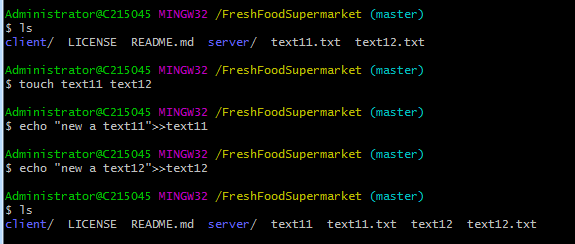 Administrator@C215045 MINGW32 /FreshFoodSupermarket (master)
$ ls
client/  LICENSE  README.md  server/  text11.txt  text12.txt
Administrator@C215045 MINGW32 /FreshFoodSupermarket (master)
$ touch text11 text12
Administrator@C215045 MINGW32 /FreshFoodSupermarket (master)
$ echo "new a text11">>text11
Administrator@C215045 MINGW32 /FreshFoodSupermarket (master)
$ echo "new a text12">>text12
Administrator@C215045 MINGW32 /FreshFoodSupermarket (master)
$ ls
client/  LICENSE  README.md  server/  text11  text11.txt  text12  text12.txt